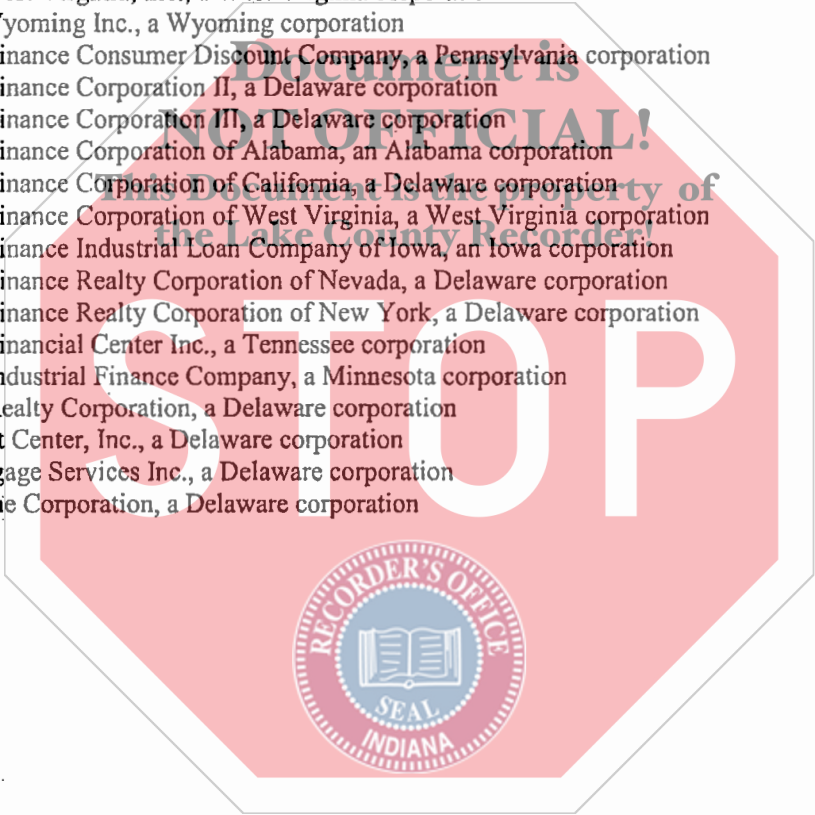 Wyoming Inc., a Wyoming corporation
inance Consumer Discount Company, a Pennsylvania corporation
inance Corporation II, a Delaware corporation
inance Corporation III, a Delaware corporation
inance Corporation of Alabama, an Alabama corporation
inance Corporation of California, a Delaware corporation
inance Corporation of West Virginia, a West Virginia corporation
inance Industrial Loan Company of Iowa, an Iowa corporation
inance Realty Corporation of Nevada, a Delaware corporation
inance Realty Corporation of New York, a Delaware corporation
inancial Center Inc., a Tennessee corporation
ndustrial Finance Company, a Minnesota corporation
ealty Corporation, a Delaware corporation
t Center, Inc., a Delaware corporation
gage Services Inc., a Delaware corporation
e Corporation, a Delaware corporation
Document is
NOT OFFICIAL!
This Document is the property of
the Lake County Recorder!
STOP
RECORDER'S OFFICE
SEAL
INDIANA